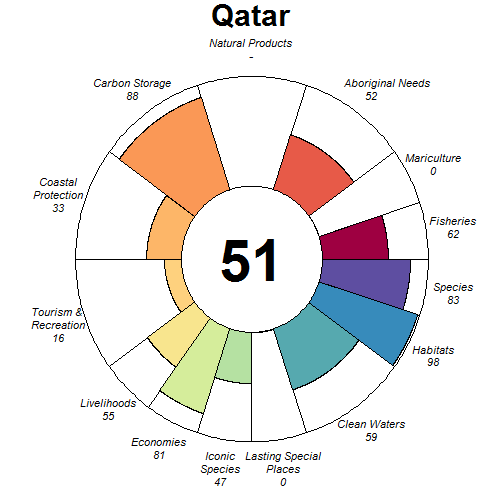 Qatar
Natural Products
-
Carbon Storage
88
Aboriginal Needs
52
Mariculture
0
Coastal
Protection
33
Fisheries
62
51
Species
83
Tourism &
Recreation
16
Habitats
98
Livelihoods
55
Clean Waters
59
Economies
81
Iconic
Species
47
Lasting Special
Places
0